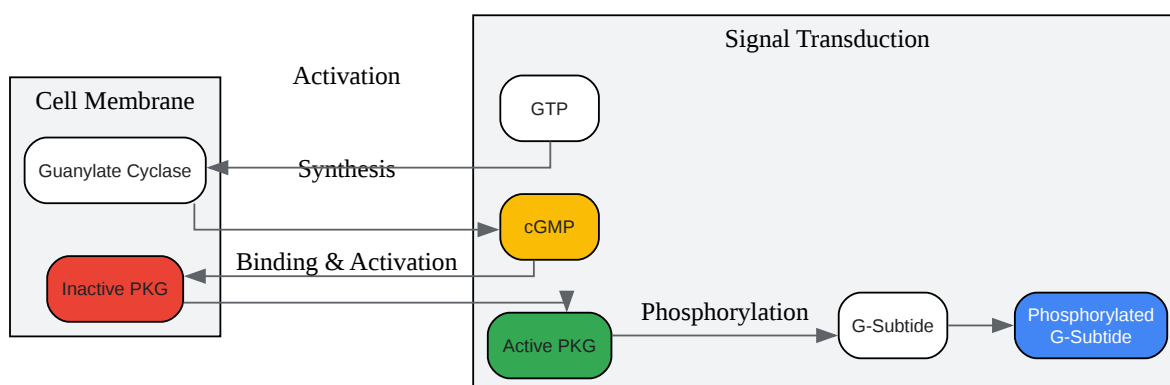 Signal Transduction
Activation
Cell Membrane
GTP
Guanylate Cyclase
Synthesis
cGMP
Binding & Activation
Inactive PKG
Phosphorylation
G-Subtide
Phosphorylated
G-Subtide
Active PKG